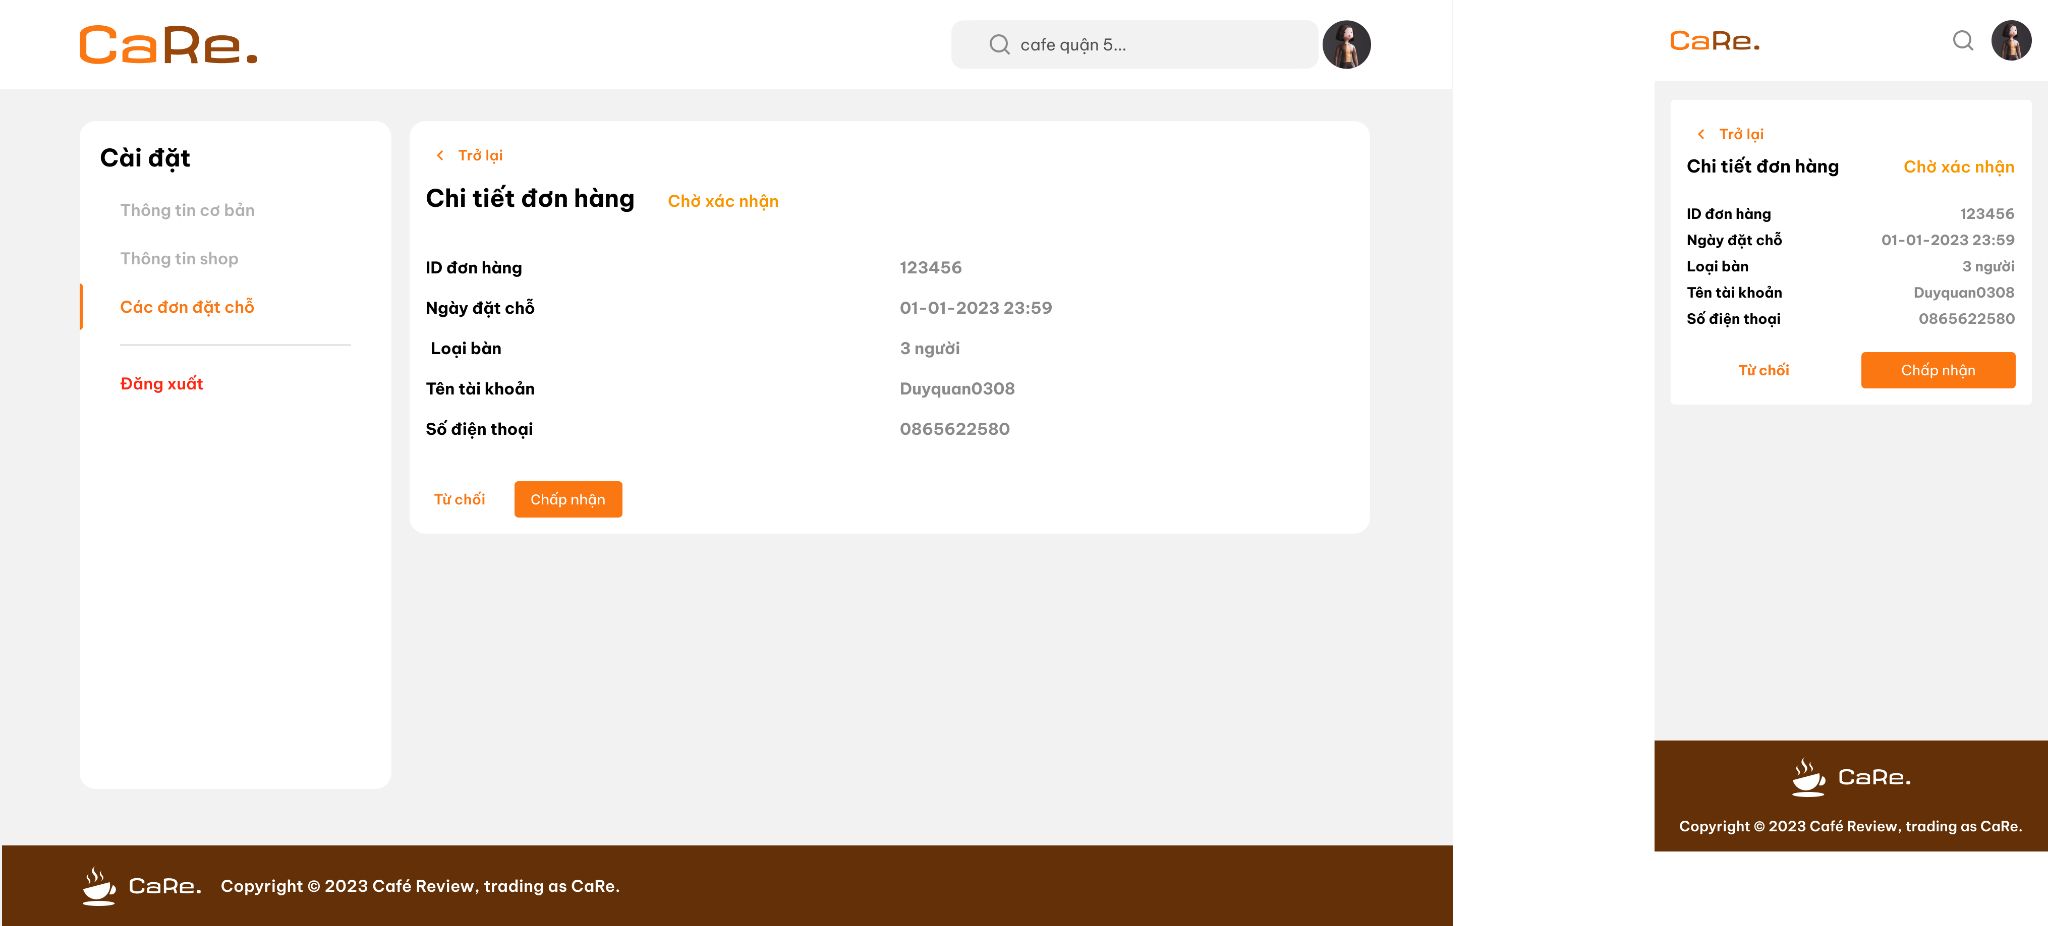 CaRe.
cafe quận 5...
Cài đặt
Thông tin cơ bản
Thông tin shop
Các đơn đặt chỗ
Đăng xuất
Trở lại
Chi tiết đơn hàng Chờ xác nhận
ID đơn hàng 123456
Ngày đặt chỗ 01-01-2023 23:59
Loại bàn 3 người
Tên tài khoản Duyquan0308
Số điện thoại 0865622580
Từ chối Chấp nhận
CaRe. Copyright © 2023 Café Review, trading as CaRe.
CaRe.
Trở lại
Chi tiết đơn hàng Chờ xác nhận
ID đơn hàng 123456
Ngày đặt chỗ 01-01-2023 23:59
Loại bàn 3 người
Tên tài khoản Duyquan0308
Số điện thoại 0865622580
Từ chối Chấp nhận
CaRe.
Copyright © 2023 Café Review, trading as CaRe.